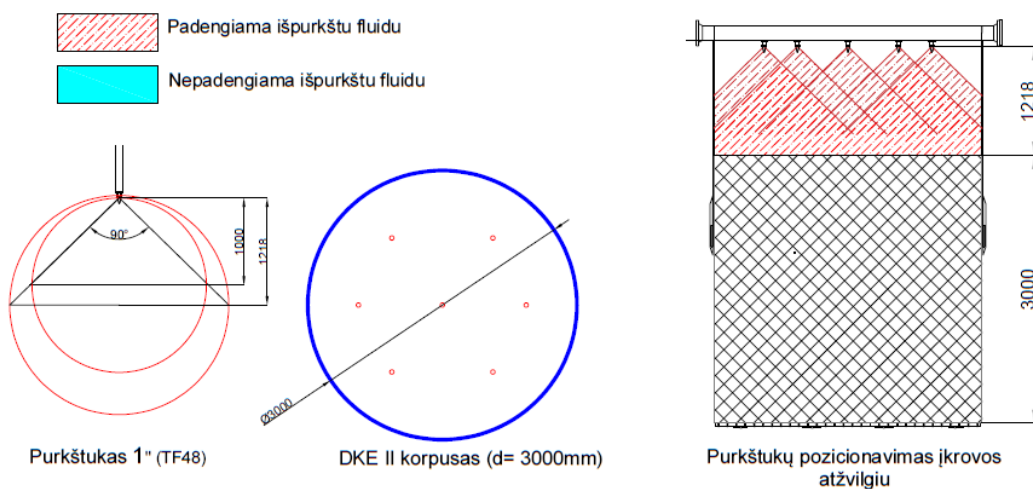 Padengiama išpurkštu fluidu
Nepadengiama išpurkštu fluidu
90°
1000
1218
Purkštukas 1" (TF48)
Ø3000
DKE II korpusas (d= 3000mm)
1218
3000
Purkštukų pozicionavimas įkrovos
atžvilgiu